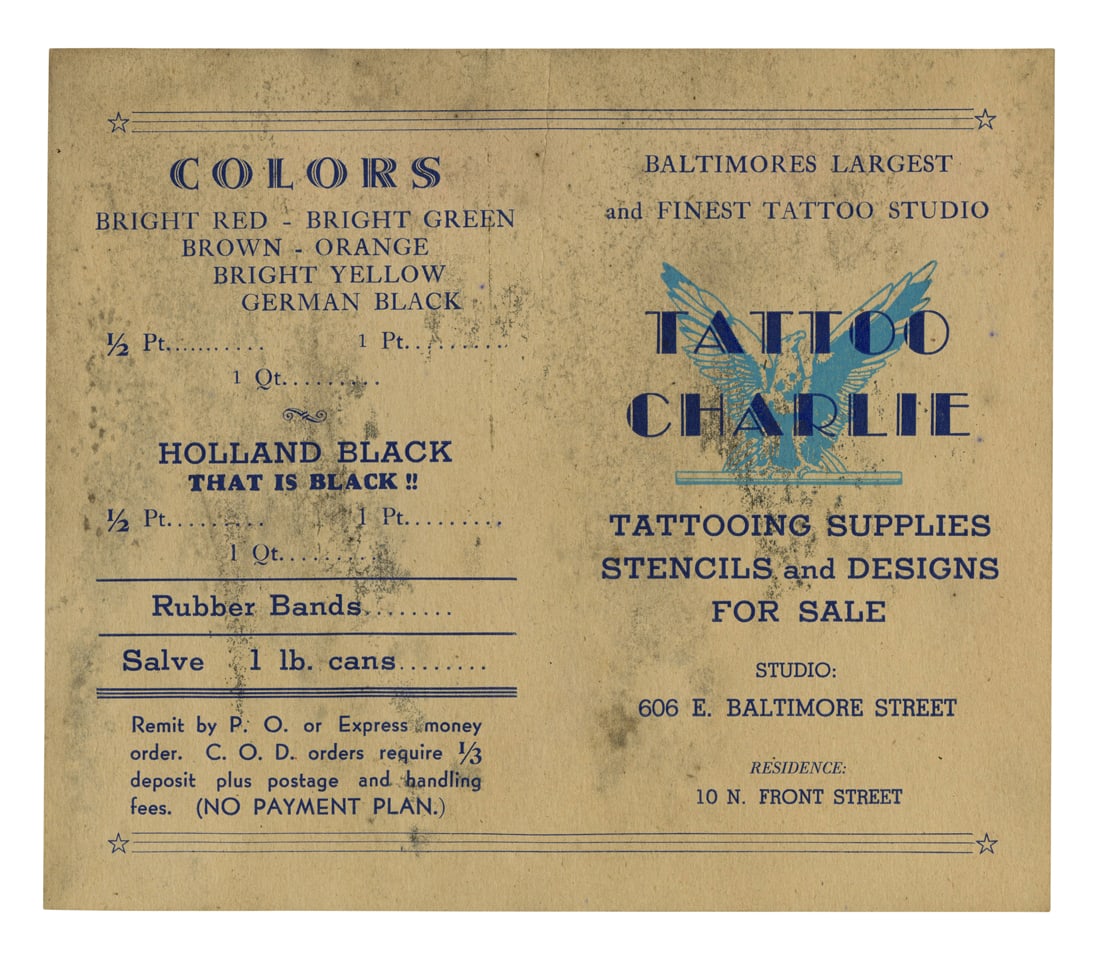 COLORS
BRIGHT RED - BRIGHT GREEN
BROWN - ORANGE
BRIGHT YELLOW
GERMAN BLACK
½ Pt.......... 1 Pt..........
1 Qt.........
HOLLAND BLACK
THAT IS BLACK !!
½ Pt......... 1 Pt.........
1 Qt.........
Rubber Bands........
Salve 1 lb. cans........
Remit by P. O. or Express money
order. C. O. D. orders require ⅓
deposit plus postage and handling
fees. (NO PAYMENT PLAN.)
BALTIMORES LARGEST
and FINEST TATTOO STUDIO
TATTOO
CHARLIE
TATTOOING SUPPLIES
STENCILS and DESIGNS
FOR SALE
STUDIO:
606 E. BALTIMORE STREET
RESIDENCE:
10 N. FRONT STREET